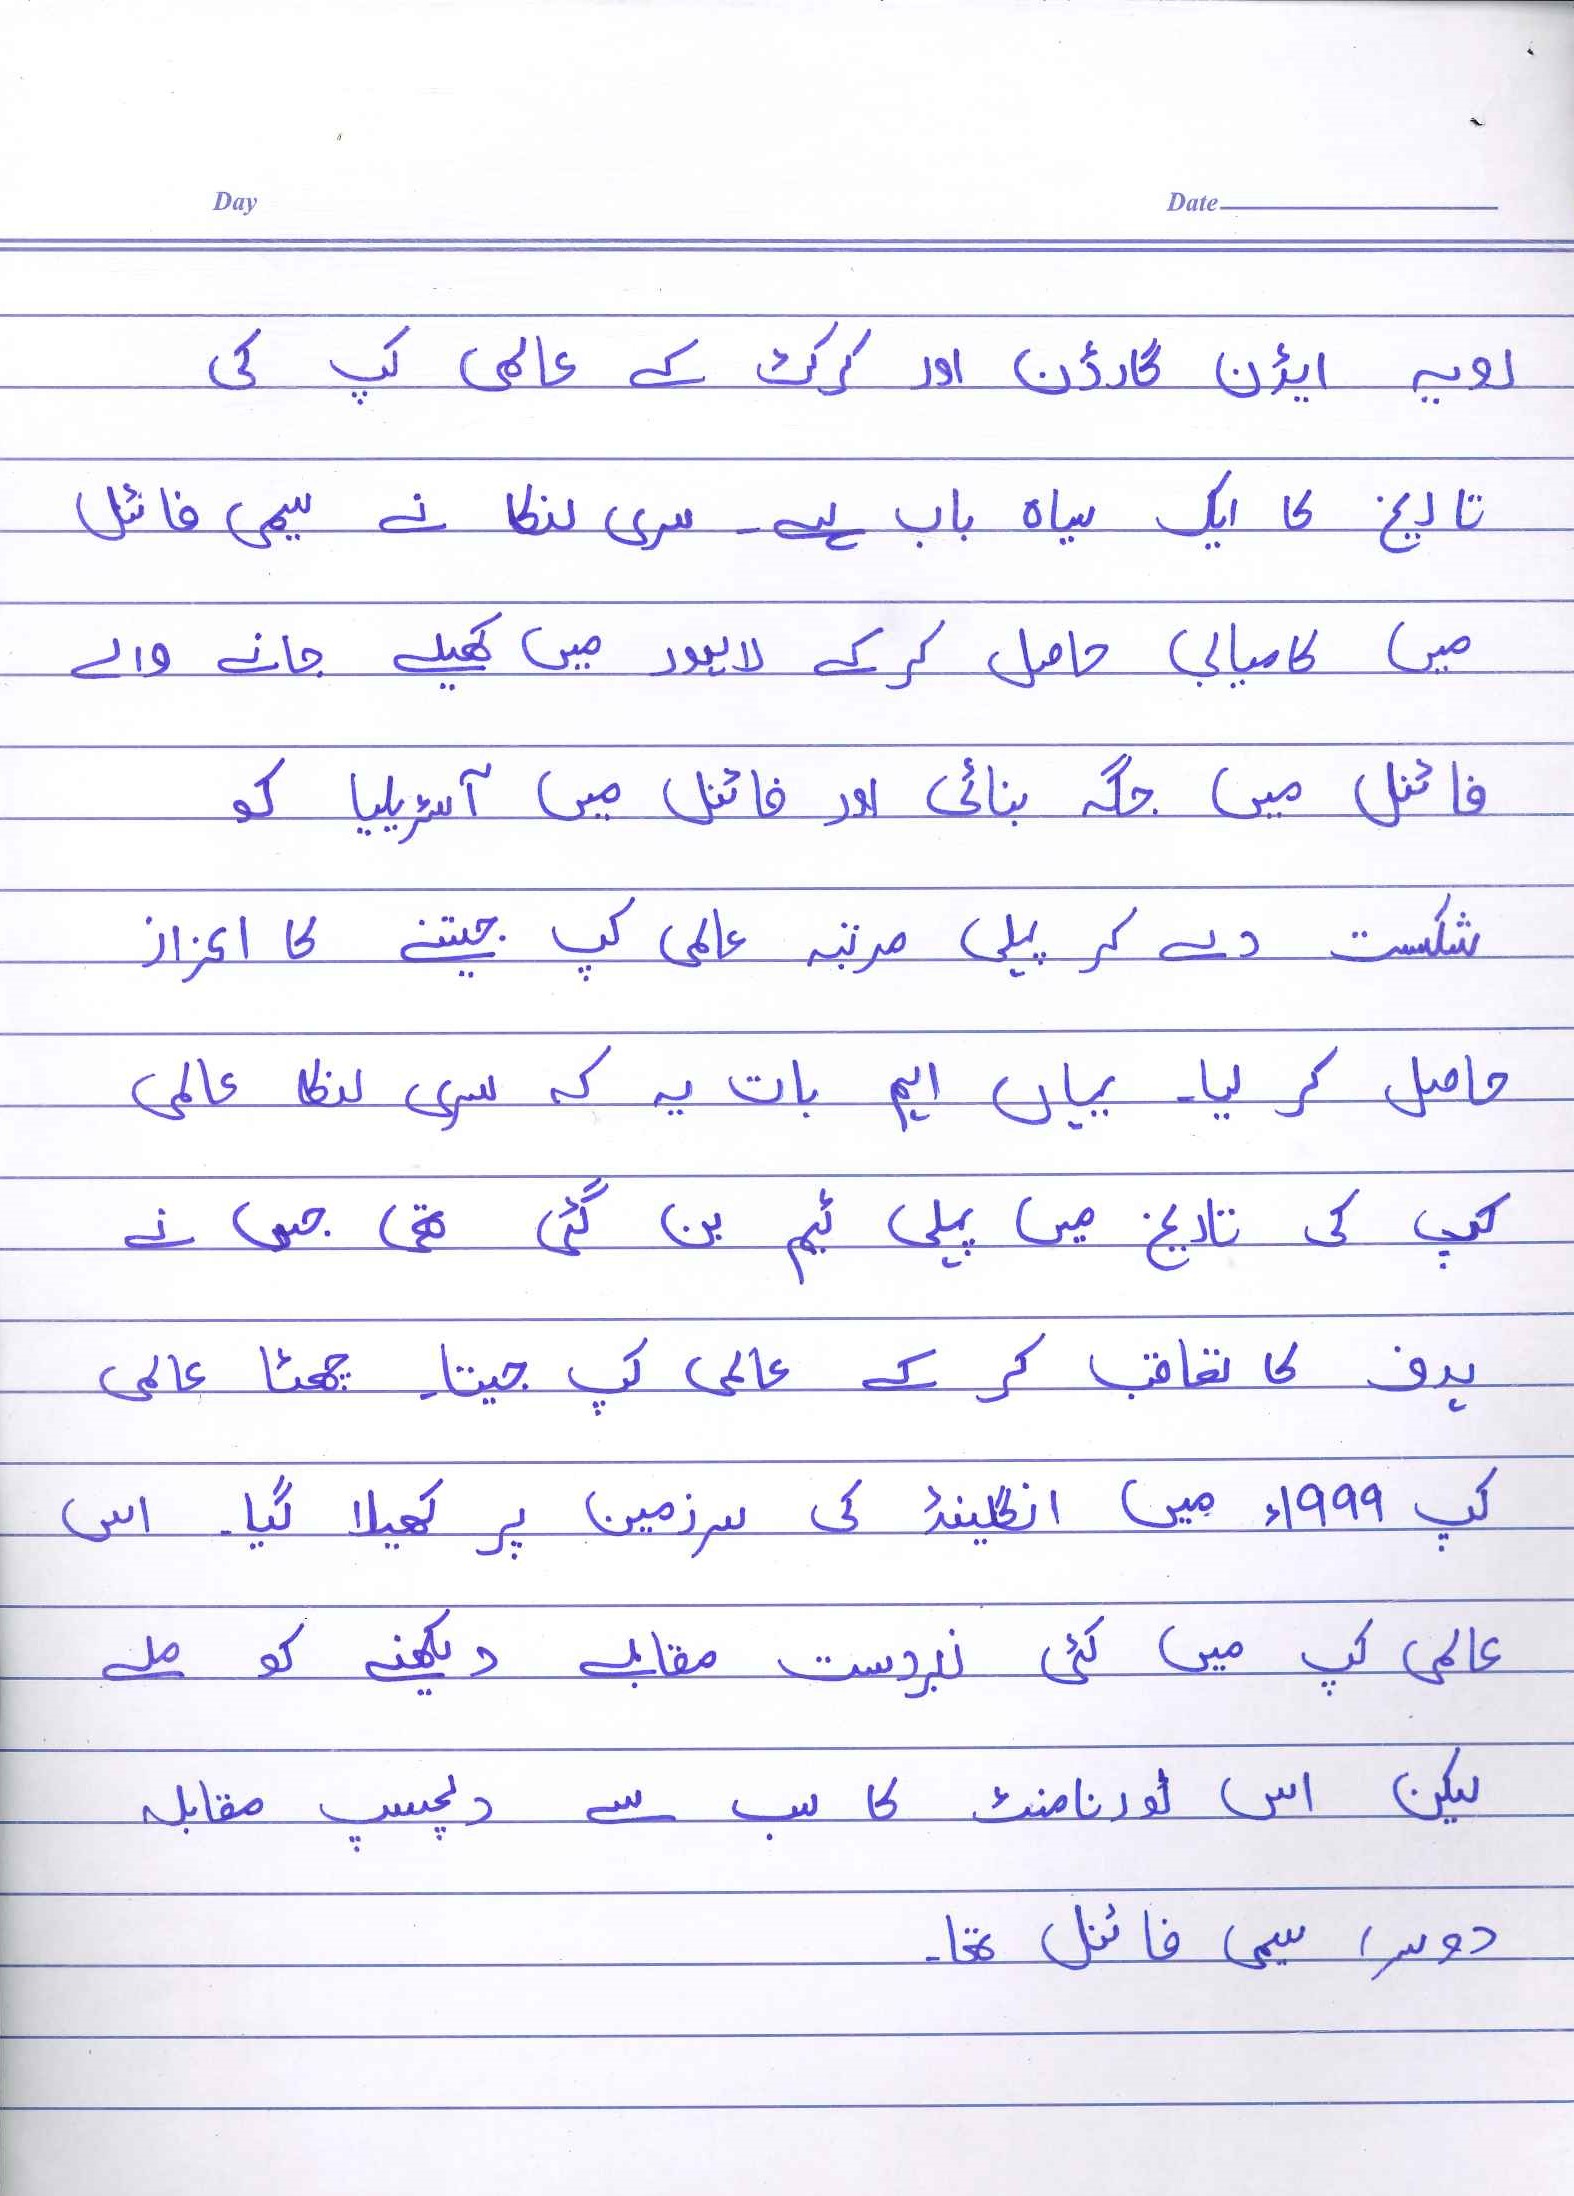 Day Date
رویہ ایڈن گارڈن اور کرکٹ کے عالمی کپ کی
تاریخ کا ایک سیاہ باب ہے۔ سری لنکا نے سیمی فائنل
میں کامیابی حاصل کرکے لاہور میں کھیلے جانے والے
فائنل میں جگہ بنائی اور فائنل میں آسٹریلیا کو
شکست دے کر پہلی مرتبہ عالمی کپ جیتنے کا اعزاز
حاصل کر لیا۔ یہاں اہم بات یہ کہ سری لنکا عالمی
کپ کی تاریخ میں پہلی ٹیم بن گئی تھی جس نے
ہدف کا تعاقب کر کے عالمی کپ جیتا۔ چھٹا عالمی
کپ ۱۹۹۹ء میں انگلینڈ کی سرزمین پر کھیلا گیا۔ اس
عالمی کپ میں کئی زبردست مقابلے دیکھنے کو ملے
لیکن اس ٹورنامنٹ کا سب سے دلچسپ مقابلہ
دوسرا سیمی فائنل تھا۔